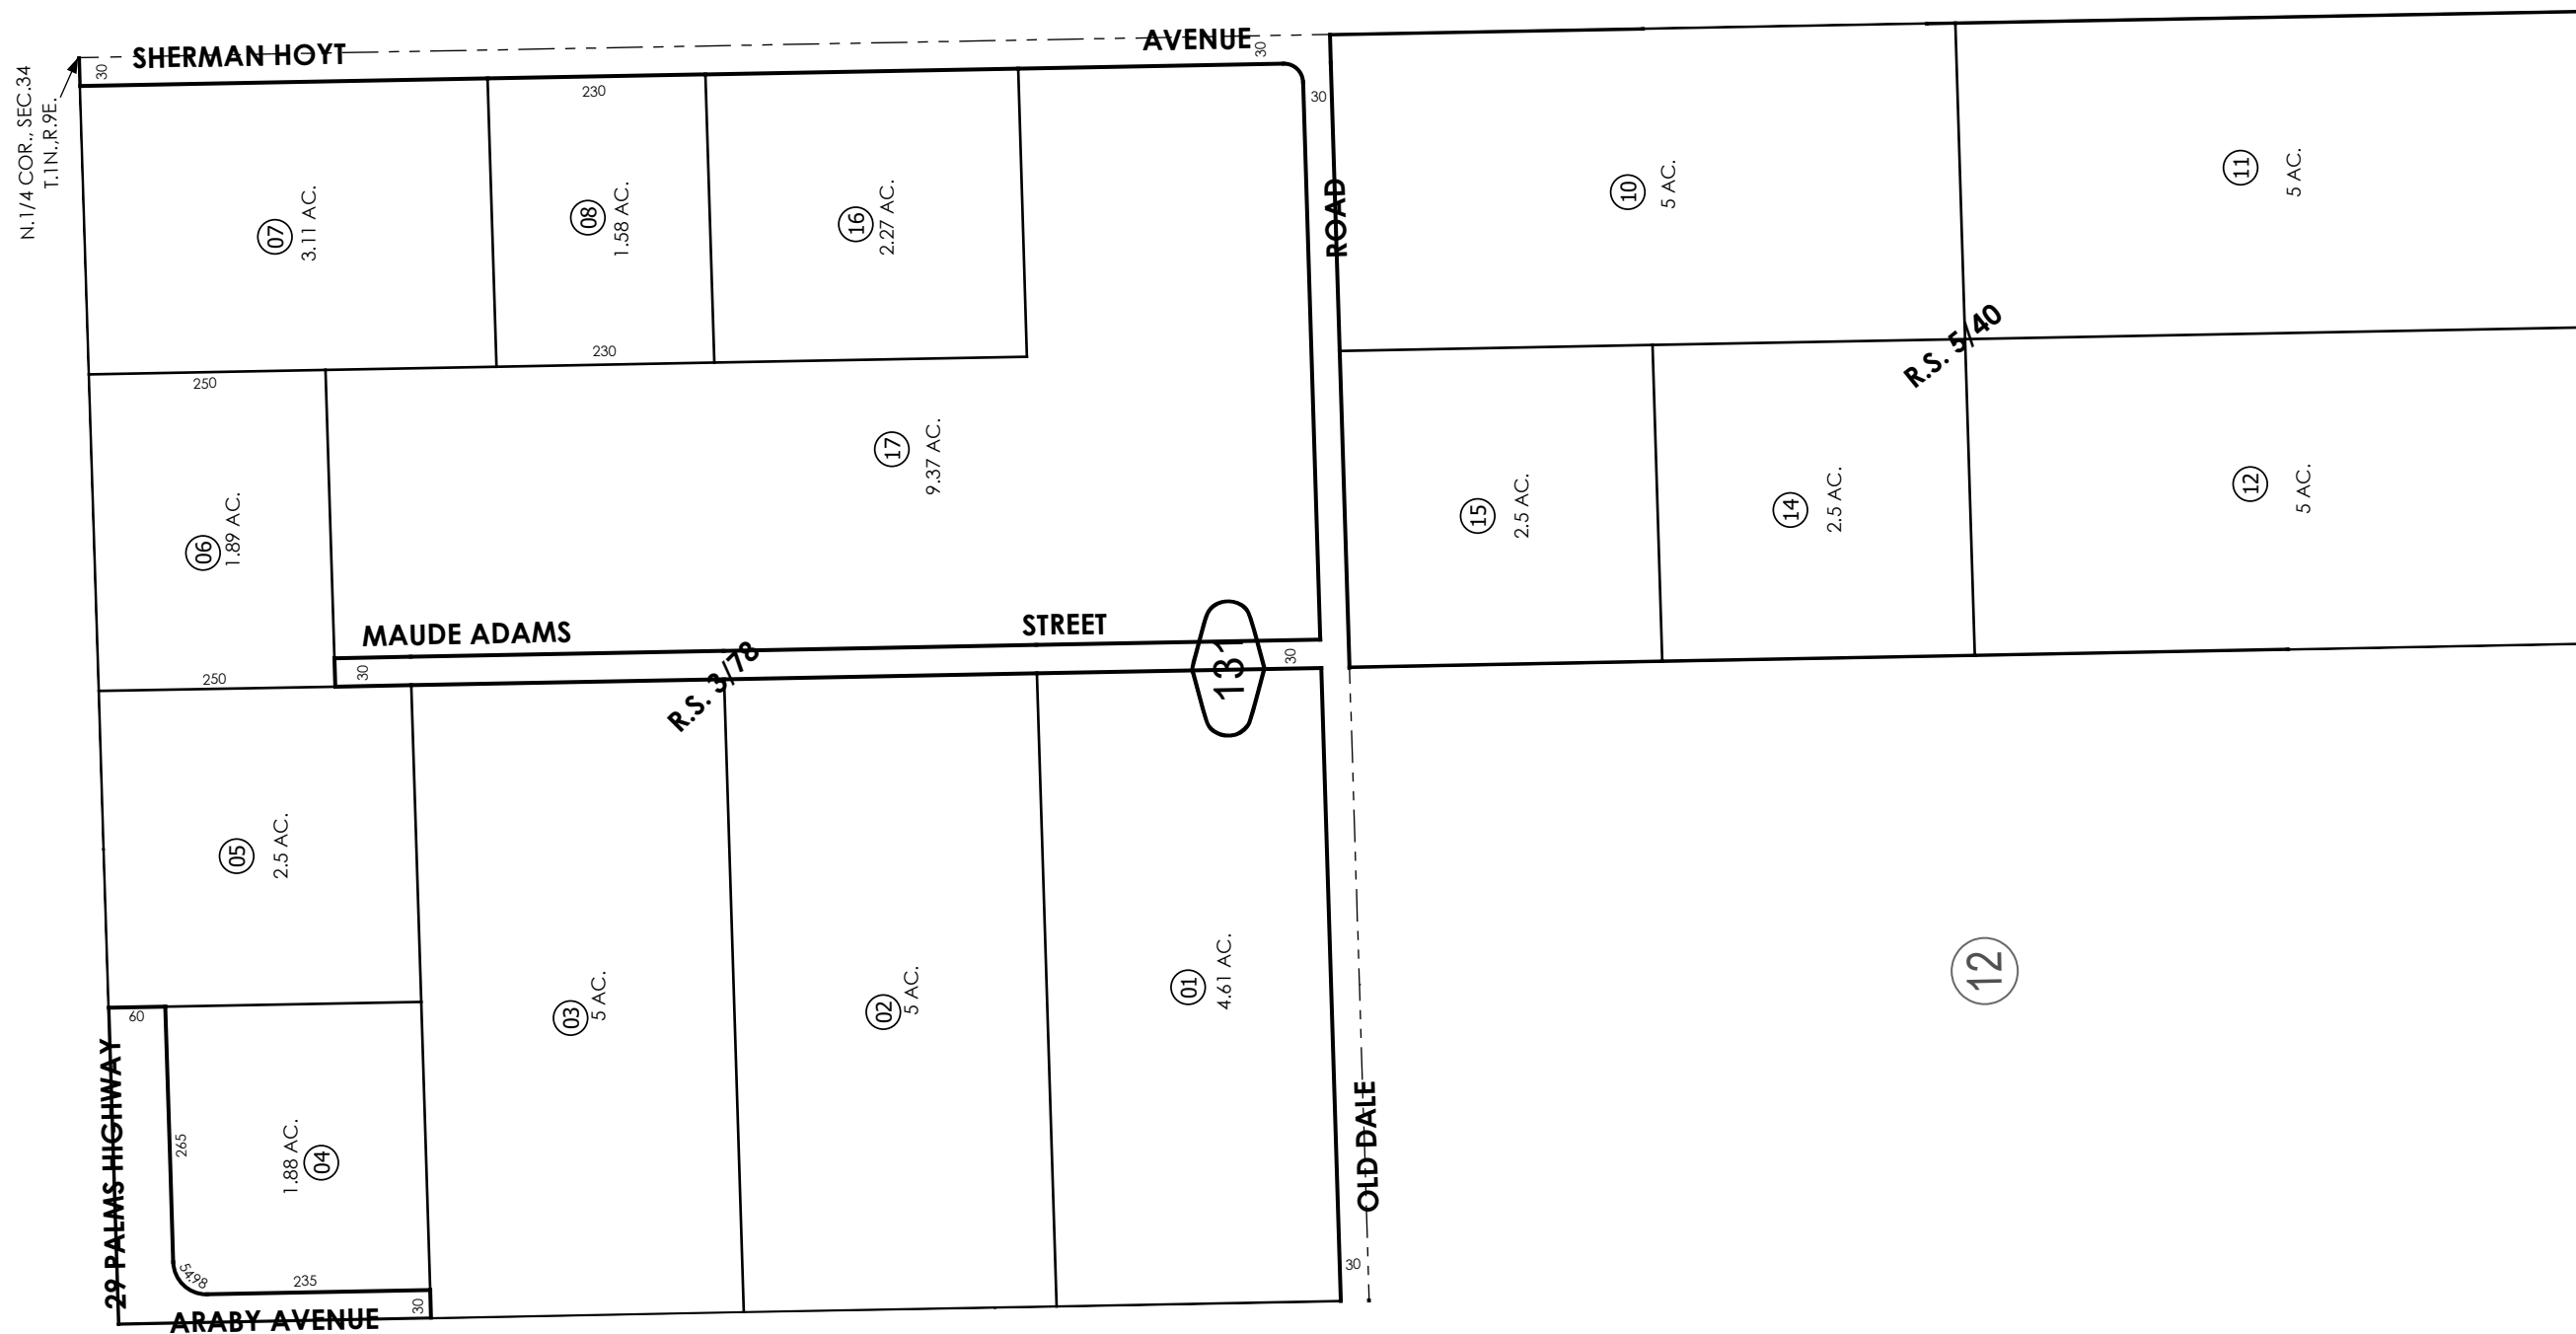 SHERMAN HOYT
AVENUE
30
30
30
N.1/4 COR., SEC.34
T.1N.,R.9E.
230
07
3.11 AC.
08
1.58 AC.
16
2.27 AC.
ROAD
10
5 AC.
11
5 AC.
230
250
R.S. 5/40
17
9.37 AC.
06
1.89 AC.
15
2.5 AC.
14
2.5 AC.
12
5 AC.
MAUDE ADAMS
STREET
250
30
R.S. 3/78
131
30
05
2.5 AC.
03
5 AC.
02
5 AC.
01
4.61 AC.
12
60
29 PALMS HIGHWAY
265
1.88 AC.
04
OLD DALE
54.98
235
30
30
ARABY AVENUE